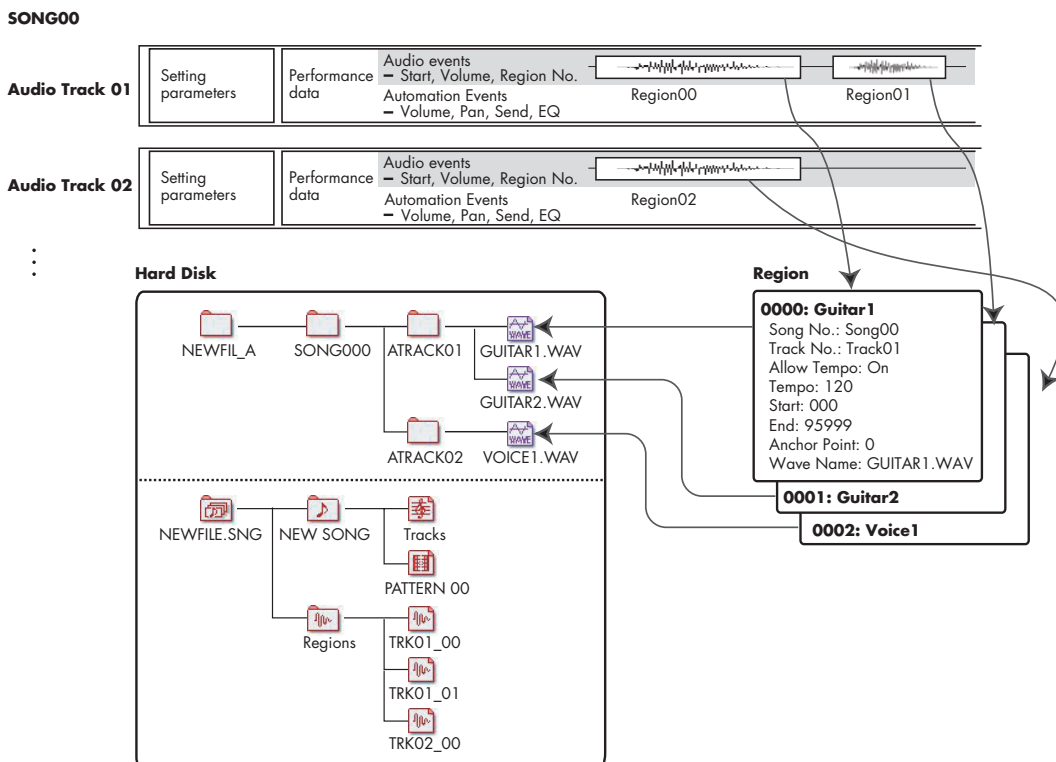 SONG00
Audio Track 01
Setting
parameters
Performance
data
Audio events
– Start, Volume, Region No.
Automation Events
– Volume, Pan, Send, EQ
Region00
Region01
Audio Track 02
Setting
parameters
Performance
data
Audio events
– Start, Volume, Region No.
Automation Events
– Volume, Pan, Send, EQ
Region02
Hard Disk
NEWFIL_A
SONG000
ATRACK01
WAVE
GUITAR1.WAV
WAVE
GUITAR2.WAV
ATRACK02
WAVE
VOICE1.WAV
NEWFILE.SNG
NEW SONG
Tracks
PATTERN 00
Regions
TRK01_00
TRK01_01
TRK02_00
Region
0000: Guitar1
Song No.: Song00
Track No.: Track01
Allow Tempo: On
Tempo: 120
Start: 000
End: 95999
Anchor Point: 0
Wave Name: GUITAR1.WAV
0001: Guitar2
0002: Voice1